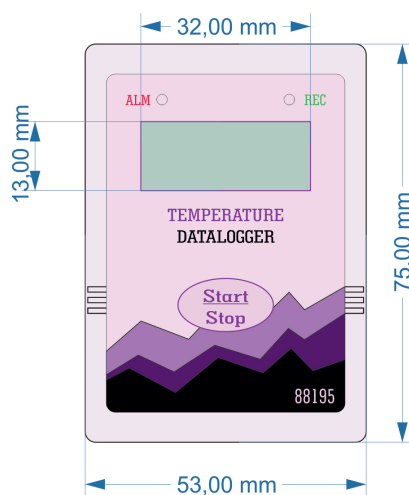 32,00 mm
ALM REC
13,00 mm
TEMPERATURE
DATALOGGER
75,00 mm
Start
Stop
88195
53,00 mm